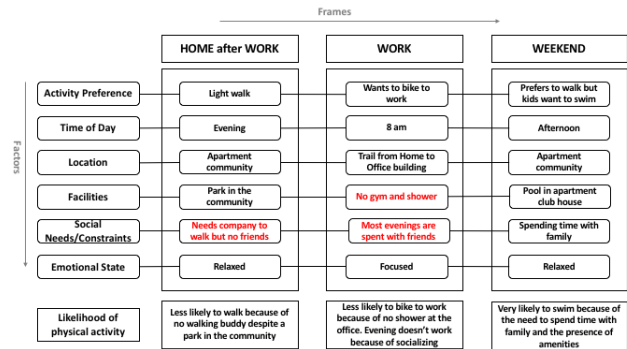 Frames
HOME after WORK
WORK
WEEKEND
Factors
Activity Preference
Light walk
Wants to bike to
work
Prefers to walk but
kids want to swim
Time of Day
Evening
8 am
Afternoon
Location
Apartment
community
Trail from Home to
Office building
Apartment
community
Facilities
Park in the
community
No gym and shower
Pool in apartment
club house
Social
Needs/Constraints
Needs company to
walk but no friends
Most evenings are
spent with friends
Spending time with
family
Emotional State
Relaxed
Focused
Relaxed
Likelihood of
physical activity
Less likely to walk because of
no walking buddy despite a
park in the community
Less likely to bike to work
because of no shower at the
office. Evening doesn't work
because of socializing
Very likely to swim because of
the need to spend time with
family and the presence of
amenities